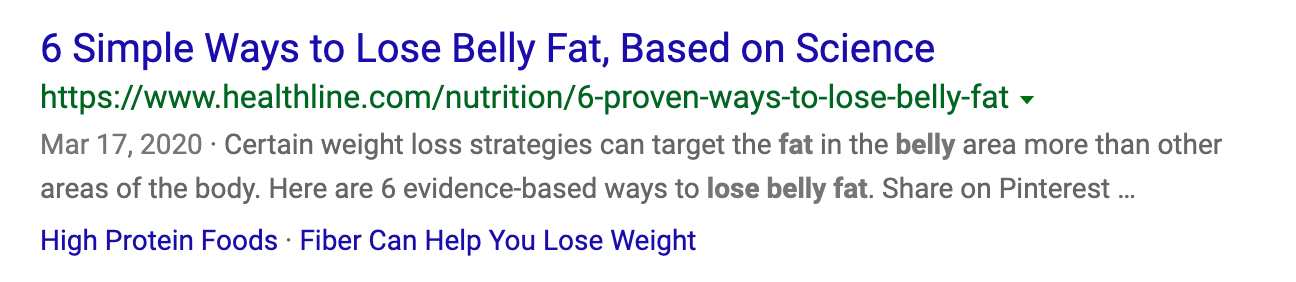 6 Simple Ways to Lose Belly Fat, Based on Science
https://www.healthline.com/nutrition/6-proven-ways-to-lose-belly-fat
Mar 17, 2020 · Certain weight loss strategies can target the fat in the belly area more than other
areas of the body. Here are 6 evidence-based ways to lose belly fat. Share on Pinterest ...
High Protein Foods · Fiber Can Help You Lose Weight